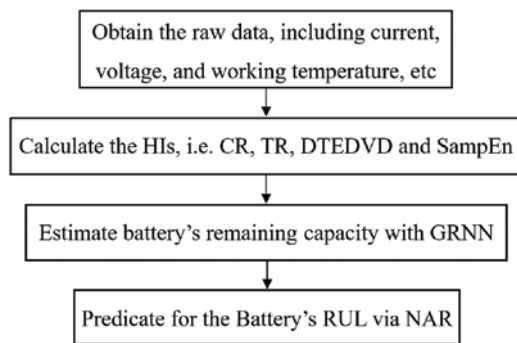 Obtain the raw data, including current,
voltage, and working temperature, etc
Calculate the HIs, i.e. CR, TR, DTEDVD and SampEn
Estimate battery's remaining capacity with GRNN
Predicate for the Battery's RUL via NAR